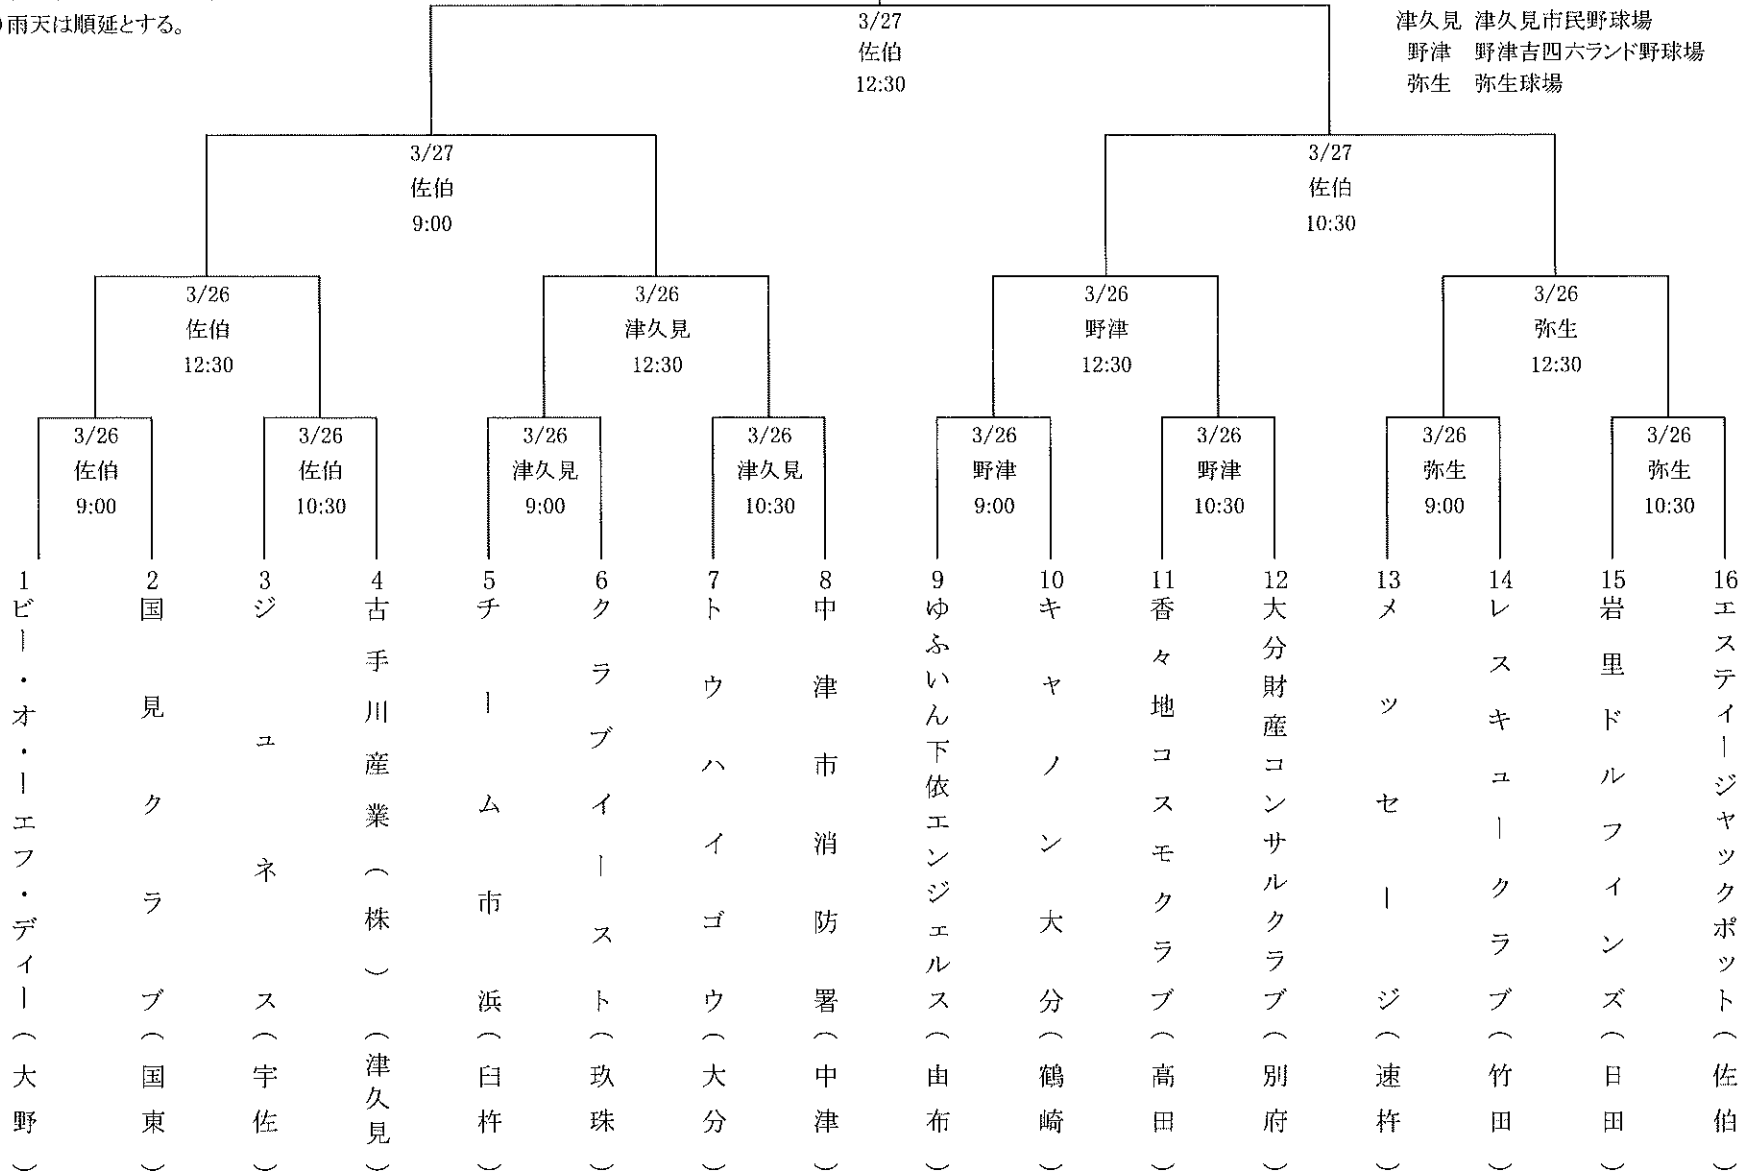 雨天は順延とする。
津久見 津久見市民野球場
野津 野津吉四六ランド野球場
弥生 弥生球場
3/27
佐伯
12:30
3/27
佐伯
9:00
3/27
佐伯
10:30
3/26
佐伯
12:30
3/26
津久見
12:30
3/26
野津
12:30
3/26
弥生
12:30
3/26
佐伯
9:00
3/26
佐伯
10:30
3/26
津久見
9:00
3/26
津久見
10:30
3/26
野津
9:00
3/26
野津
10:30
3/26
弥生
9:00
3/26
弥生
10:30
1
ビー・オ・ーエフ・ディー(大野)
2
国見クラブ(国東)
3
ジュネス(宇佐)
4
古手川産業(株)(津久見)
5
チーム市浜(臼杵)
6
クラブイースト(玖珠)
7
トウハイゴウ(大分)
8
中津市消防署(中津)
9
ゆふいん下依エンジェルス(由布)
10
キヤノン大分(鶴崎)
11
香々地コスモクラブ(高田)
12
大分財産コンサルクラブ(別府)
13
メッセージ(速杵)
14
レスキュークラブ(竹田)
15
岩里ドルフィンズ(日田)
16
エスティージャックポット(佐伯)